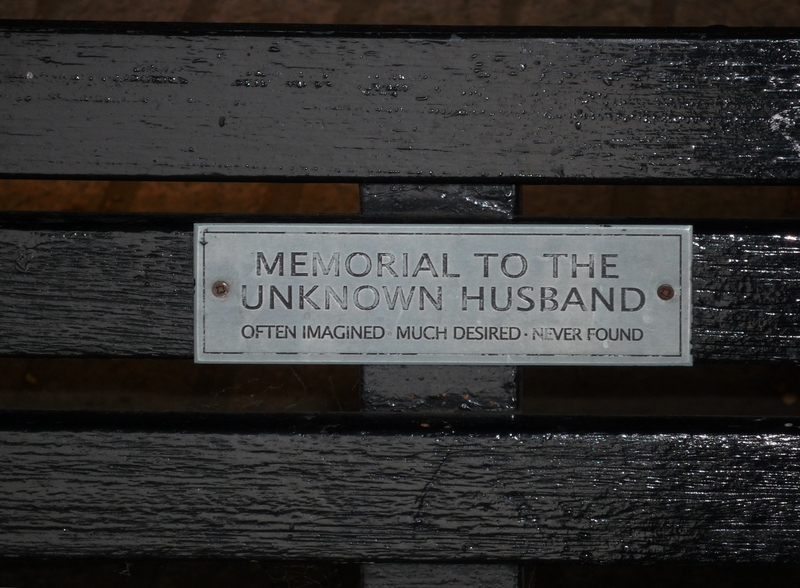 MEMORIAL TO THE
UNKNOWN HUSBAND
OFTEN IMAGINED · MUCH DESIRED · NEVER FOUND